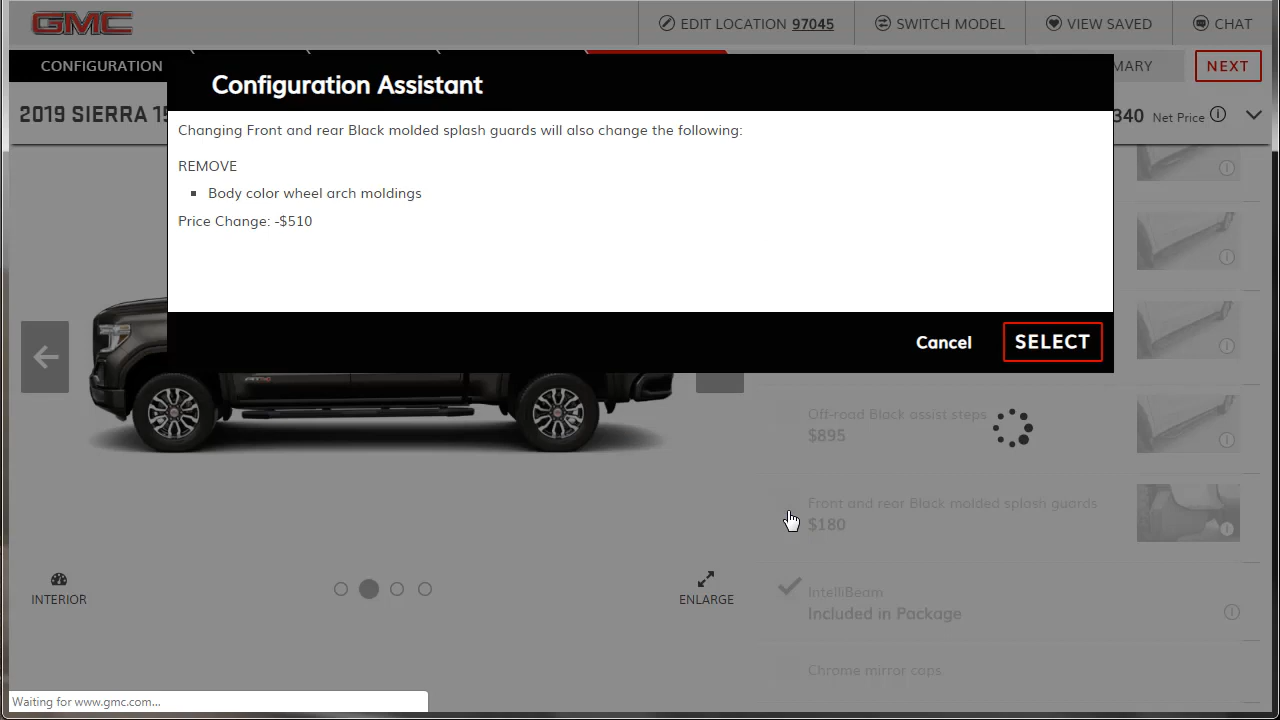 GMC
EDIT LOCATION 97045
SWITCH MODEL
VIEW SAVED
CHAT
CONFIGURATION
MARY
NEXT
2019 SIERRA 15
340 Net Price
Configuration Assistant
Changing Front and rear Black molded splash guards will also change the following:
REMOVE
Body color wheel arch moldings
Price Change: -$510
Cancel
SELECT
Off-road Black assist steps
$895
Front and rear Black molded splash guards
$180
IntelliBeam
Included in Package
Chrome mirror caps
INTERIOR
ENLARGE
Waiting for www.gmc.com...